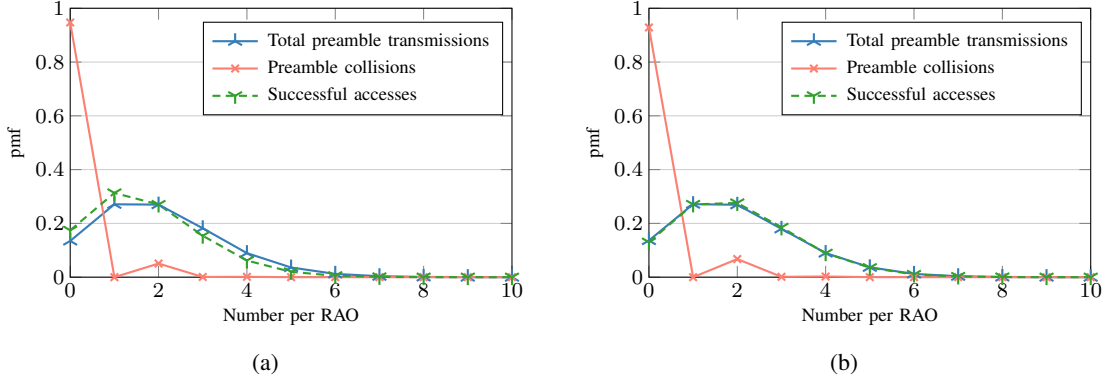 1
0.8
0.6
0.4
0.2
0
pmf
Total preamble transmissions
Preamble collisions
Successful accesses
0 2 4 6 8 10
Number per RAO
(a)
1
0.8
0.6
0.4
0.2
0
pmf
Total preamble transmissions
Preamble collisions
Successful accesses
0 2 4 6 8 10
Number per RAO
(b)